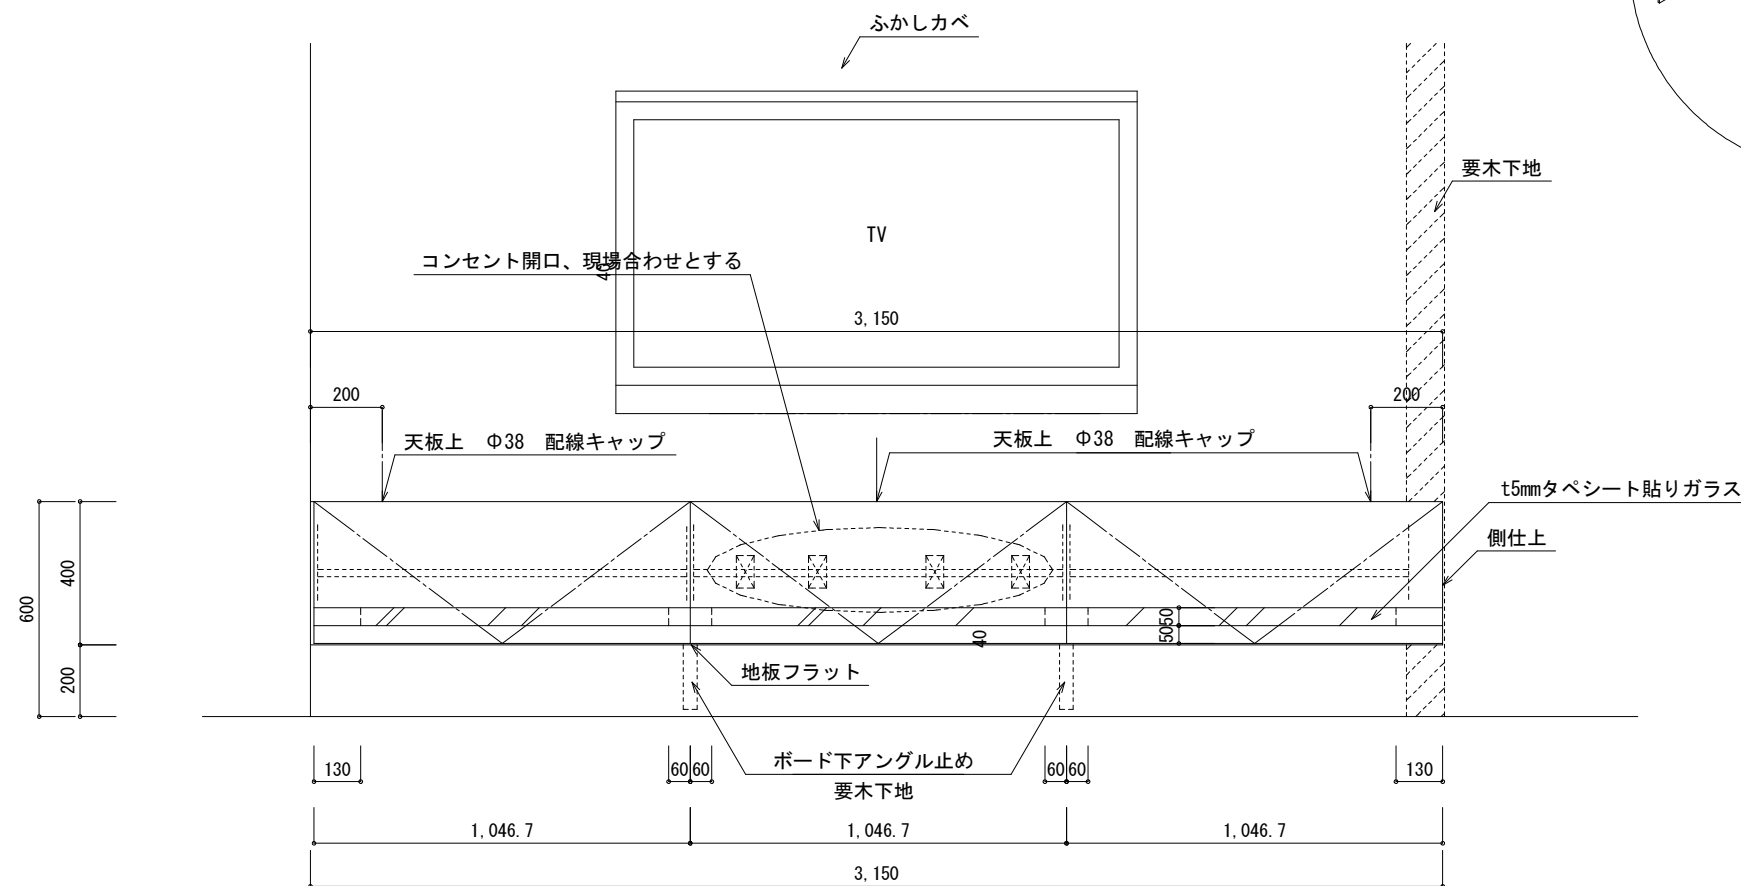 ふかしカベ
要木下地
TV
コンセント開口、現場合わせとする
40
3,150
200
200
天板上 Φ38 配線キャップ
天板上 Φ38 配線キャップ
t5mmタペシート貼りガラス
側仕上
600
400
200
50
50
40
地板フラット
ボード下アングル止め
要木下地
130
60
60
60
60
130
1,046.7
1,046.7
1,046.7
3,150